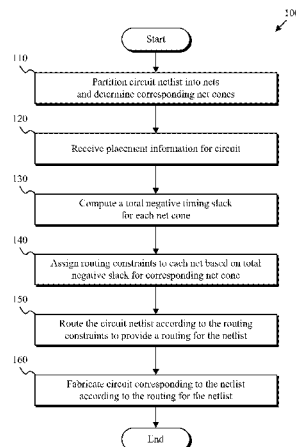 100
Start
110
Partition circuit netlist into nets
and determine corresponding net cones
120
Receive placement information for circuit
130
Compute a total negative timing slack
for each net cone
140
Assign routing constraints to each net based on total
negative slack for corresponding net cone
150
Route the circuit netlist according to the routing
constraints to provide a routing for the netlist
160
Fabricate circuit corresponding to the netlist
according to the routing for the netlist
End